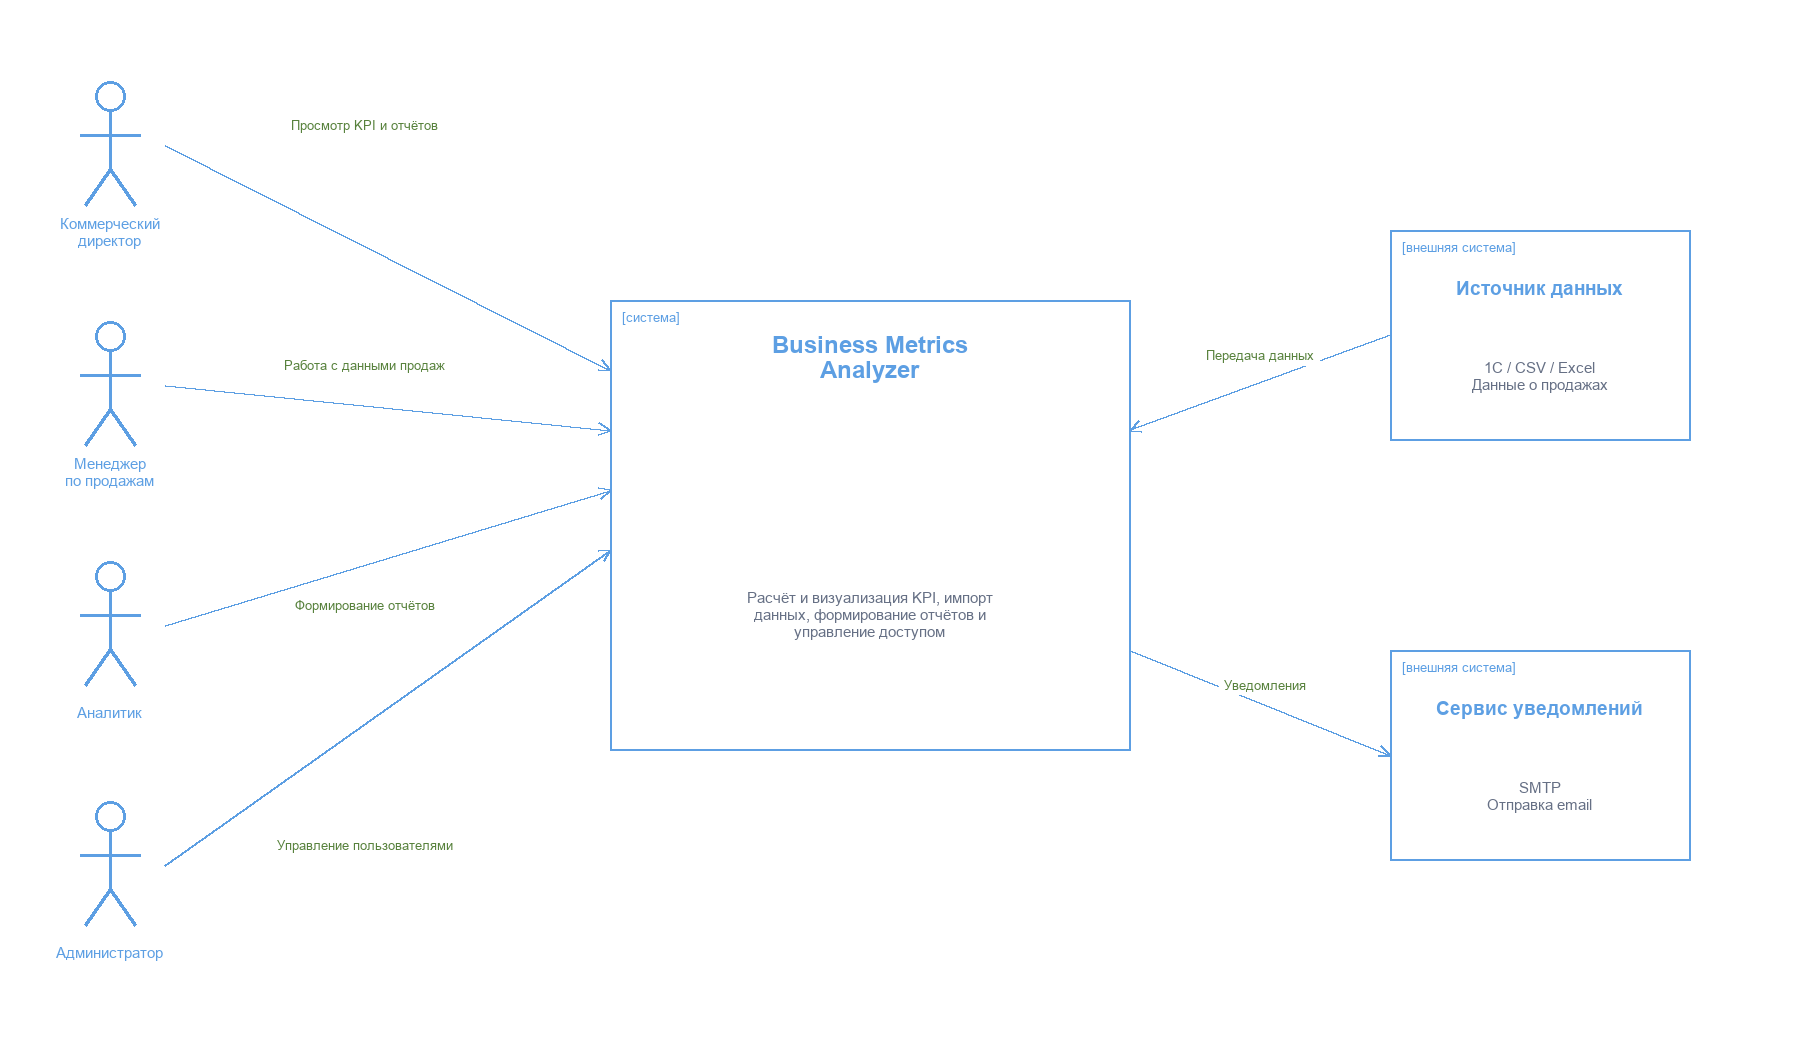 Просмотр KPI и отчётов
Коммерческий
директор
Работа с данными продаж
Менеджер
по продажам
Формирование отчётов
Аналитик
Управление пользователями
Администратор
[система]
Business Metrics
Analyzer
Расчёт и визуализация KPI, импорт
данных, формирование отчётов и
управление доступом
Передача данных
Уведомления
[внешняя система]
Источник данных
1С / CSV / Excel
Данные о продажах
[внешняя система]
Сервис уведомлений
SMTP
Отправка email